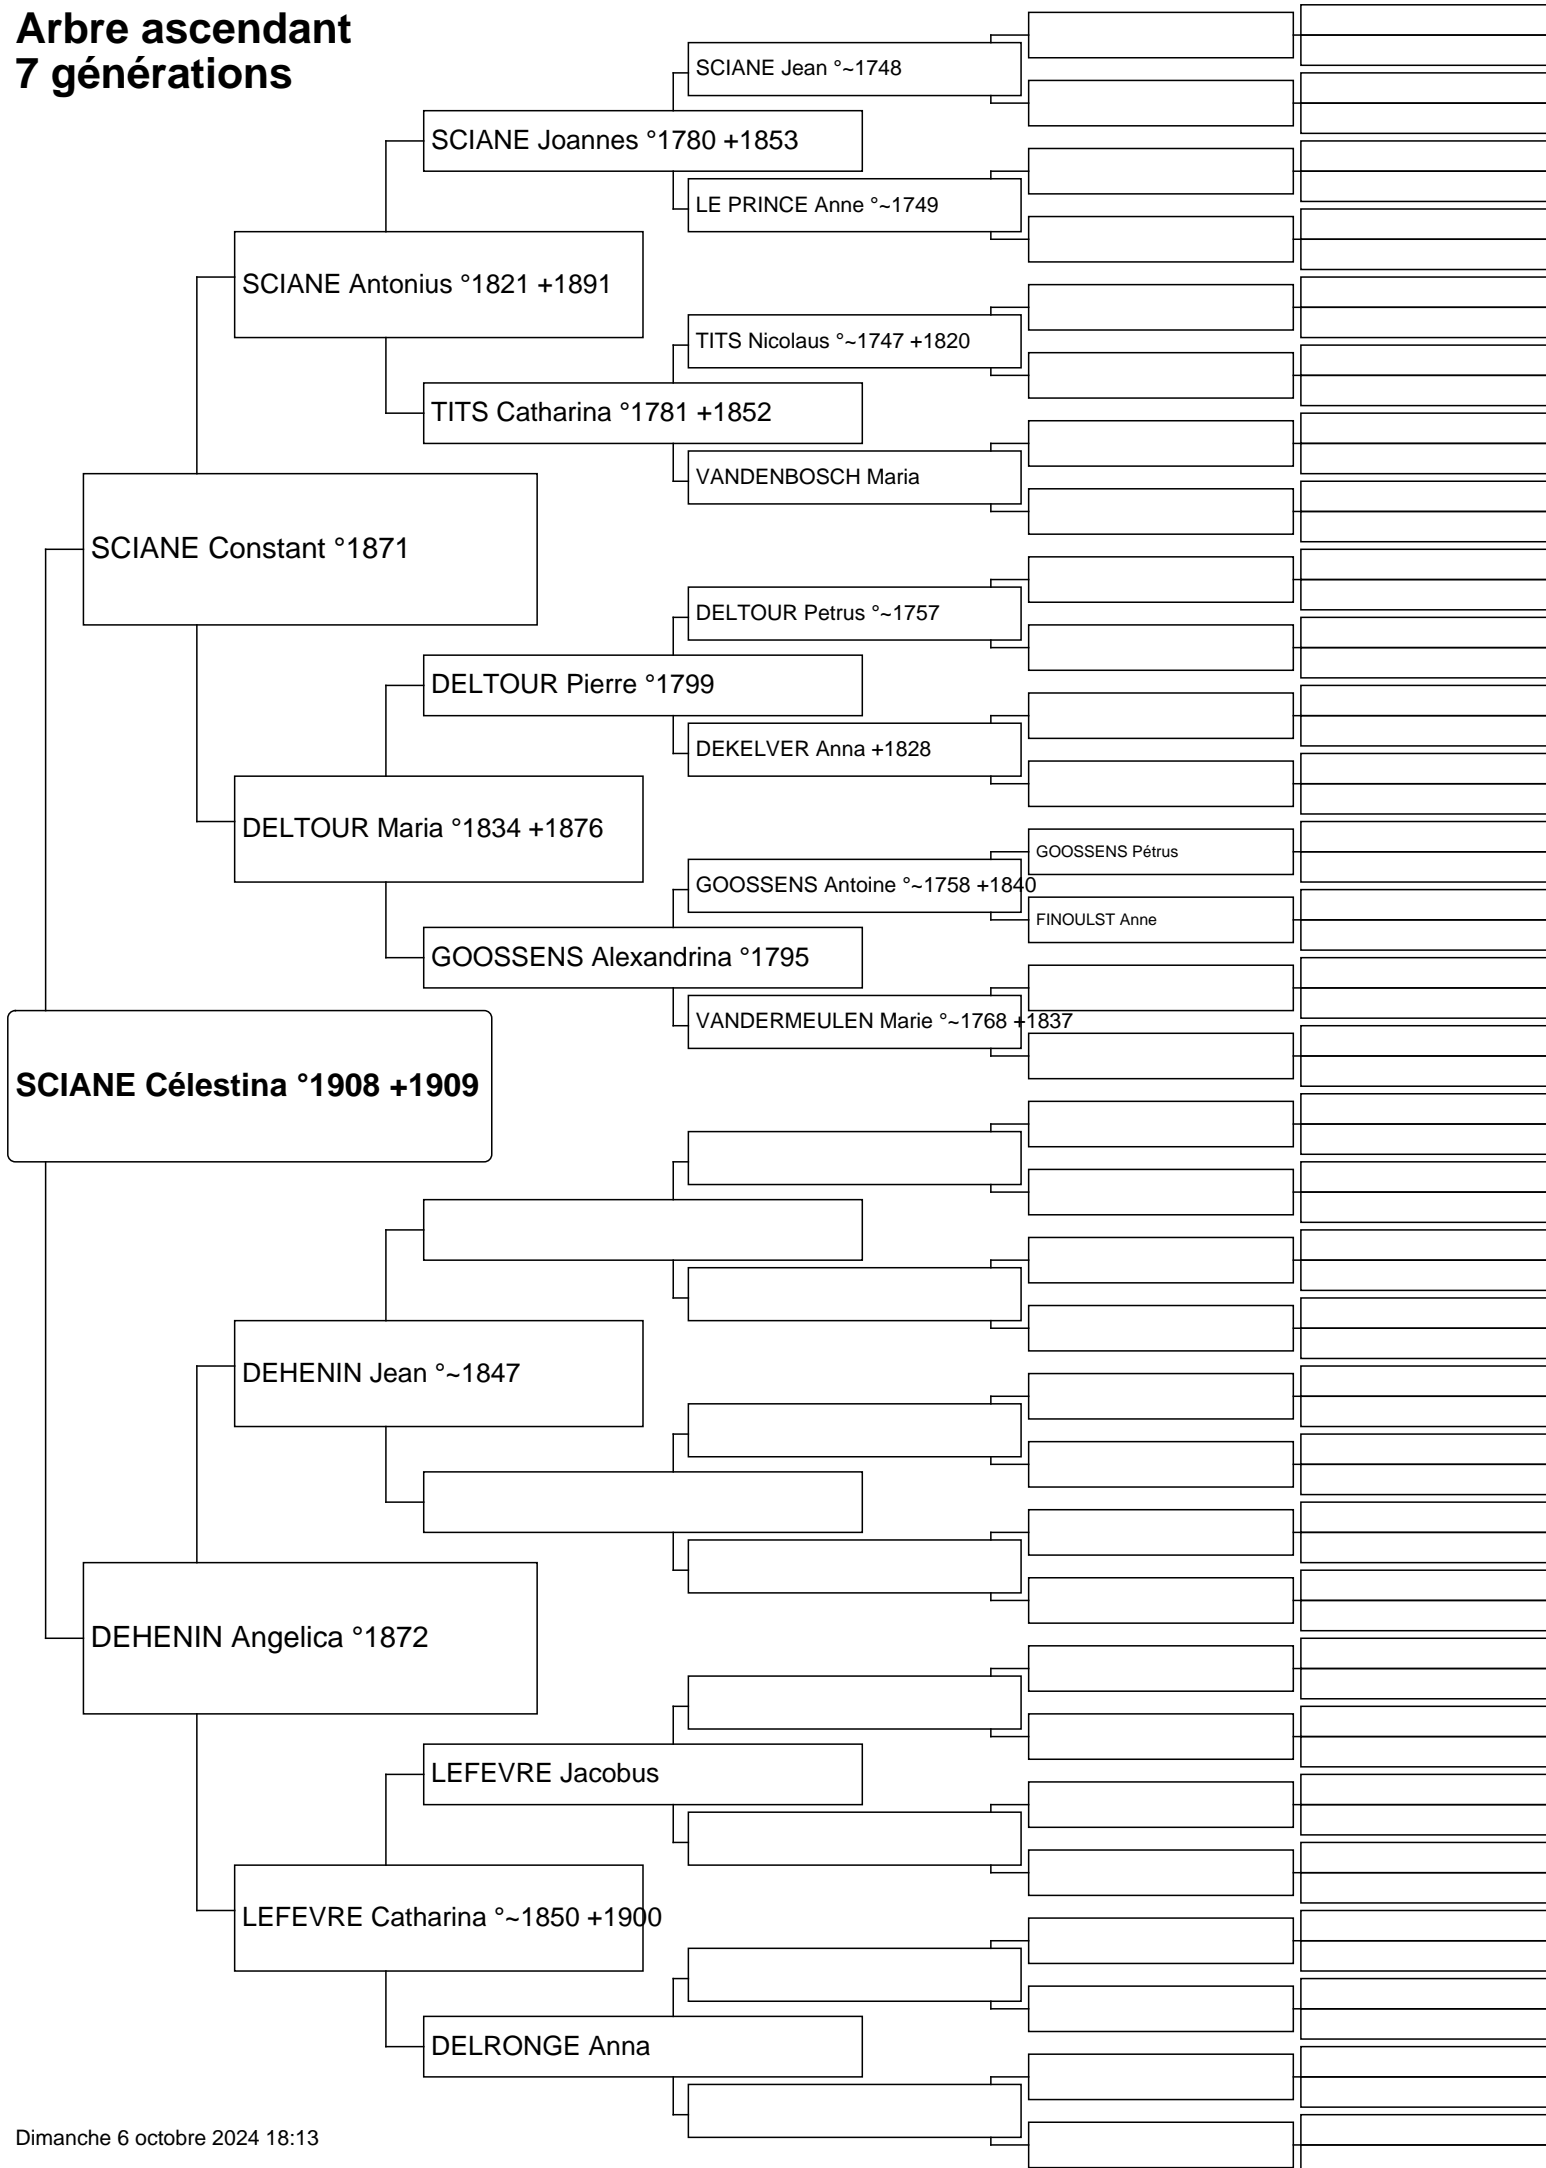 Arbre ascendant
7 générations
SCIANE Jean °~1748
SCIANE Joannes °1780 +1853
LE PRINCE Anne °~1749
SCIANE Antonius °1821 +1891
TITS Nicolaus °~1747 +1820
TITS Catharina °1781 +1852
VANDENBOSCH Maria
SCIANE Constant °1871
DELTOUR Petrus °~1757
DELTOUR Pierre °1799
DEKELVER Anna +1828
DELTOUR Maria °1834 +1876
GOOSSENS Pétrus
GOOSSENS Antoine °~1758 +1840
FINOULST Anne
GOOSSENS Alexandrina °1795
VANDERMEULEN Marie °~1768 +1837
SCIANE Célestina °1908 +1909
DEHENIN Jean °~1847
DEHENIN Angelica °1872
LEFEVRE Jacobus
LEFEVRE Catharina °~1850 +1900
DELRONGE Anna
Dimanche 6 octobre 2024 18:13